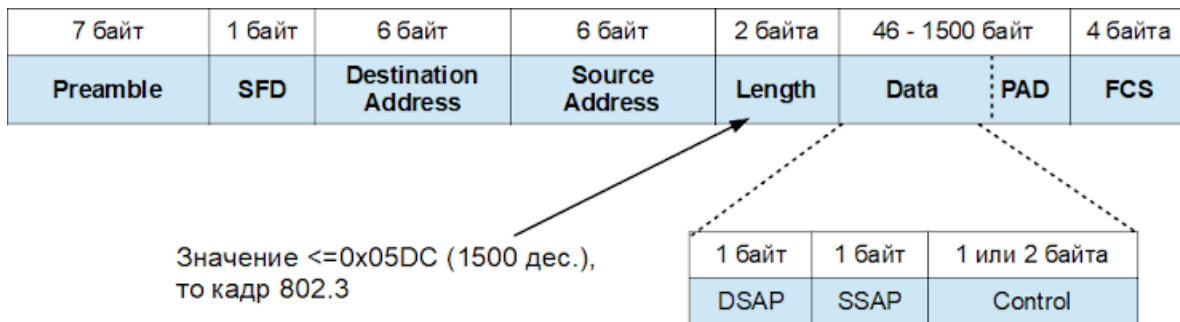 7 байт 1 байт 6 байт 6 байт 2 байта 46 - 1500 байт 4 байта
Preamble SFD Destination Address Source Address Length Data PAD FCS
Значение <=0x05DC (1500 дес.),
то кадр 802.3
1 байт 1 байт 1 или 2 байта
DSAP SSAP Control